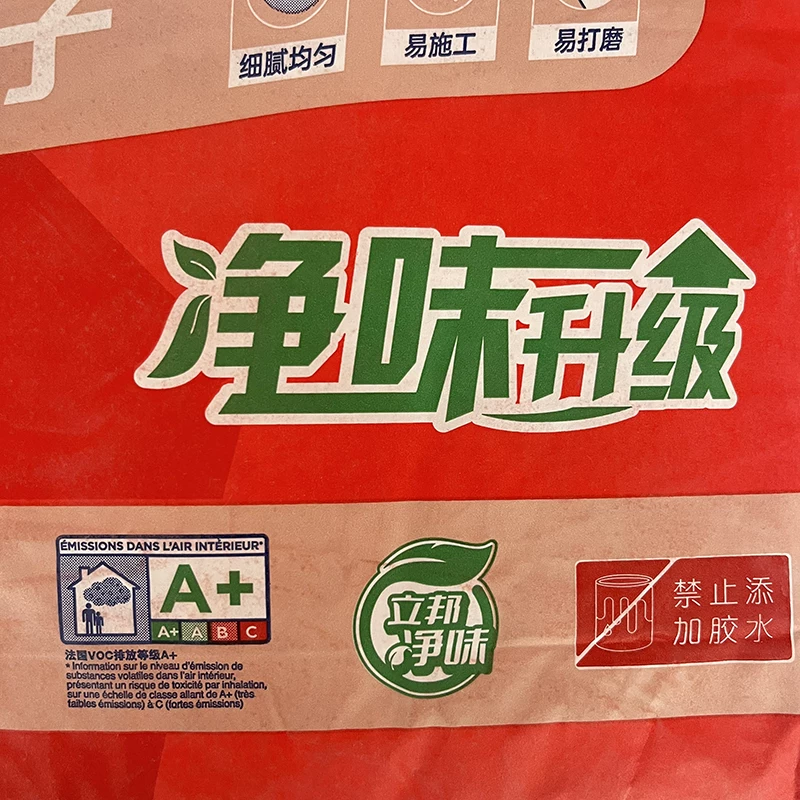 细腻均匀
易施工
易打磨
净味升级
ÉMISSIONS DANS L'AIR INTÉRIEUR*
A+
A+ A B C
法国VOC排放等级A+
* Information sur le niveau d'émission de
substances volatiles dans l'air intérieur,
présentant un risque de toxicité par inhalation,
sur une échelle de classe allant de A+ (très
faibles émissions) à C (fortes émissions)
立邦
净味
禁止添
加胶水